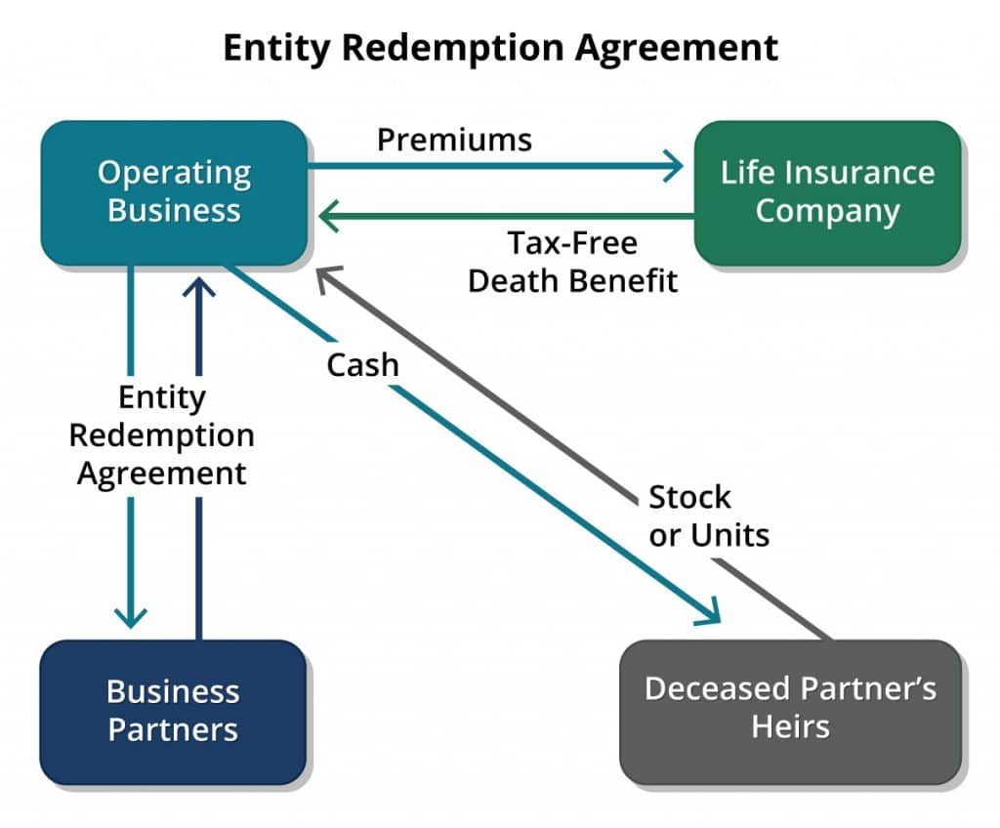 Entity Redemption Agreement
Operating
Business
Premiums
Life Insurance
Company
Tax-Free
Death Benefit
Cash
Entity
Redemption
Agreement
Stock
or Units
Business
Partners
Deceased Partner’s
Heirs